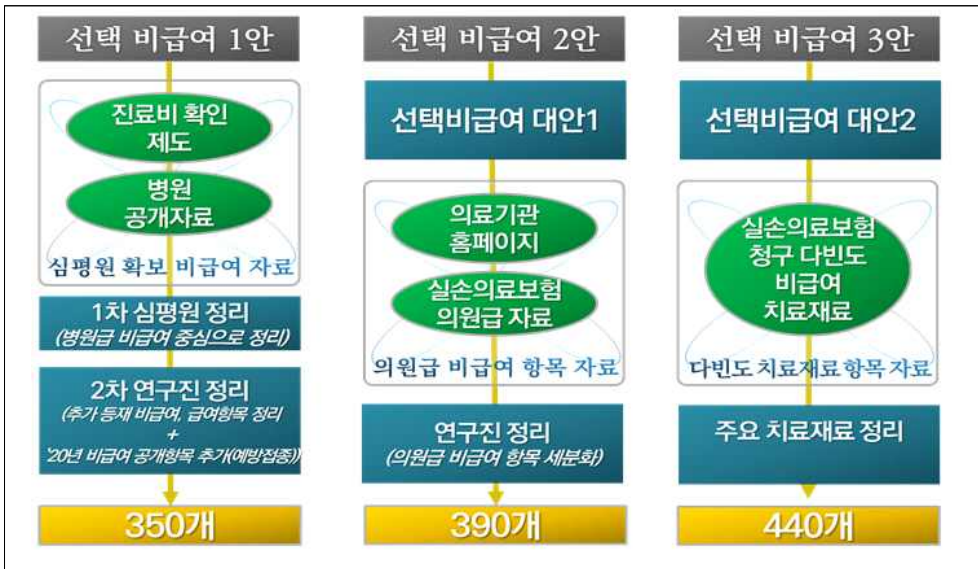 선택 비급여 1안
진료비 확인
제도
병원
공개자료
심평원 확보 비급여 자료
1차 심평원 정리
(병원급 비급여 중심으로 정리)
2차 연구진 정리
(추가 등재 비급여, 급여항목 정리
+
'20년 비급여 공개항목 추가(예방접종))
350개
선택 비급여 2안
선택비급여 대안1
의료기관
홈페이지
실손의료보험
의원급 자료
의원급 비급여 항목 자료
연구진 정리
(의원급 비급여 항목 세분화)
390개
선택 비급여 3안
선택비급여 대안2
실손의료보험
청구 다빈도
비급여
치료재료
다빈도 치료재료 항목 자료
주요 치료재료 정리
440개